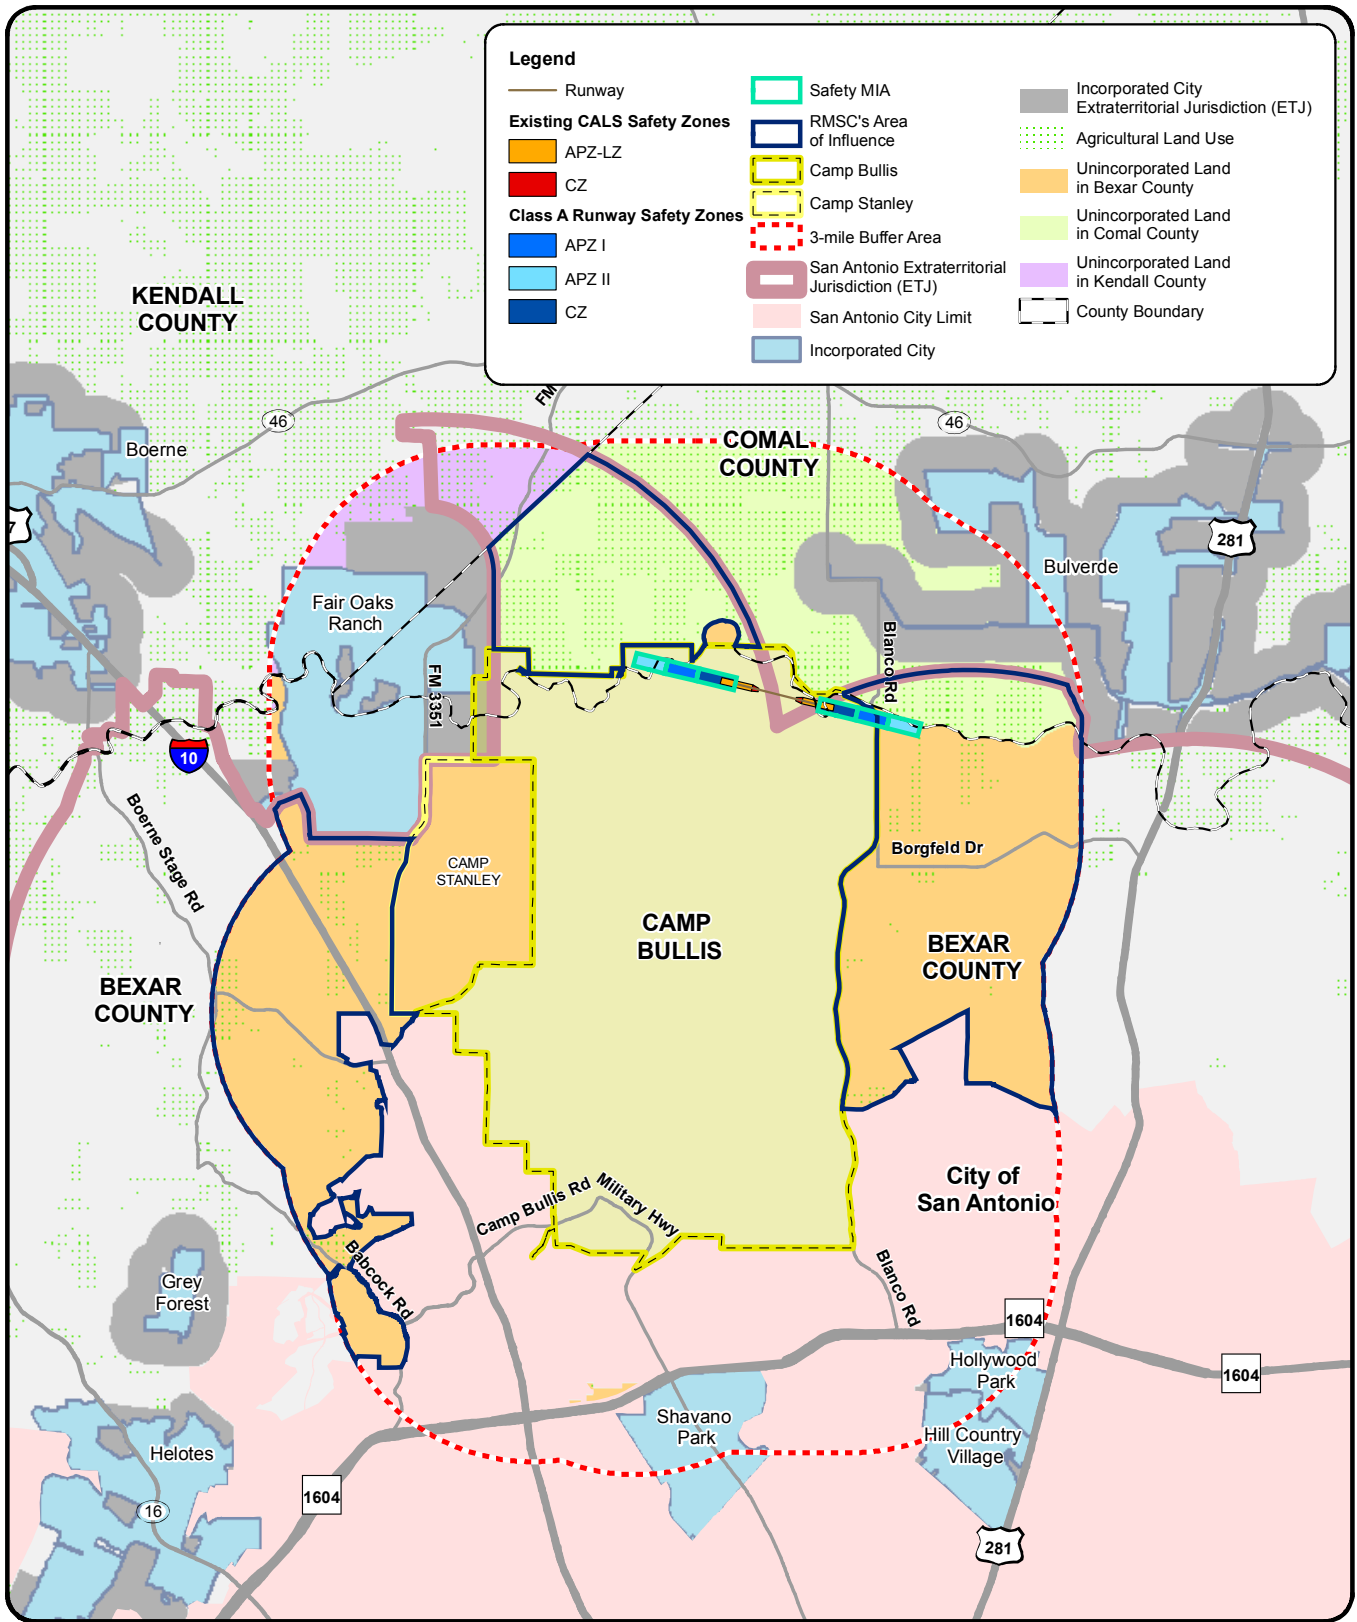 Legend
Runway
Existing CALS Safety Zones
APZ-LZ
CZ
Class A Runway Safety Zones
APZ I
APZ II
CZ
Safety MIA
RMSC's Area
of Influence
Camp Bullis
Camp Stanley
3-mile Buffer Area
San Antonio Extraterritorial
Jurisdiction (ETJ)
San Antonio City Limit
Incorporated City
Incorporated City
Extraterritorial Jurisdiction (ETJ)
Agricultural Land Use
Unincorporated Land
in Bexar County
Unincorporated Land
in Comal County
Unincorporated Land
in Kendall County
County Boundary
KENDALL
COUNTY
FM
46
46
COMAL
COUNTY
Boerne
7
281
Bulverde
Fair Oaks
Ranch
Blanco Rd
FM 3351
10
Boerne Stage Rd
Borgfeld Dr
CAMP
STANLEY
CAMP
BULLIS
BEXAR
COUNTY
BEXAR
COUNTY
City of
San Antonio
Camp Bullis Rd
Military Hwy
Babcock Rd
Blanco Rd
Grey
Forest
1604
Hollywood
Park
1604
Shavano
Park
Hill Country
Village
Helotes
1604
16
281